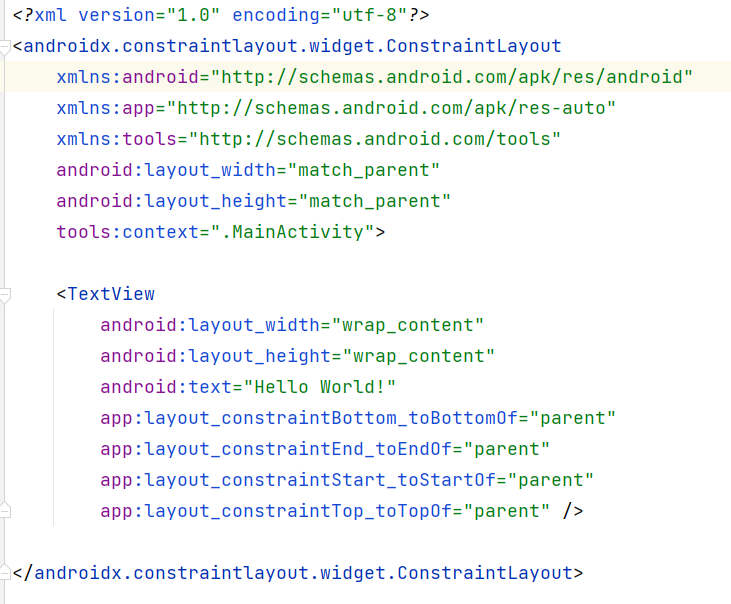 <?xml version="1.0" encoding="utf-8"?>
<androidx.constraintlayout.widget.ConstraintLayout
    xmlns:android="http://schemas.android.com/apk/res/android"
    xmlns:app="http://schemas.android.com/apk/res-auto"
    xmlns:tools="http://schemas.android.com/tools"
    android:layout_width="match_parent"
    android:layout_height="match_parent"
    tools:context=".MainActivity">

    <TextView
        android:layout_width="wrap_content"
        android:layout_height="wrap_content"
        android:text="Hello World!"
        app:layout_constraintBottom_toBottomOf="parent"
        app:layout_constraintEnd_toEndOf="parent"
        app:layout_constraintStart_toStartOf="parent"
        app:layout_constraintTop_toTopOf="parent" />

</androidx.constraintlayout.widget.ConstraintLayout>